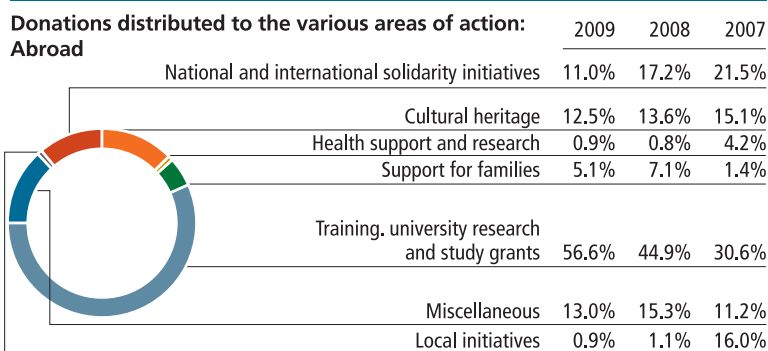 Donations distributed to the various areas of action: 2009 2008 2007
Abroad
National and international solidarity initiatives 11.0% 17.2% 21.5%
Cultural heritage 12.5% 13.6% 15.1%
Health support and research 0.9% 0.8% 4.2%
Support for families 5.1% 7.1% 1.4%
Training. university research
and study grants 56.6% 44.9% 30.6%
Miscellaneous 13.0% 15.3% 11.2%
Local initiatives 0.9% 1.1% 16.0%